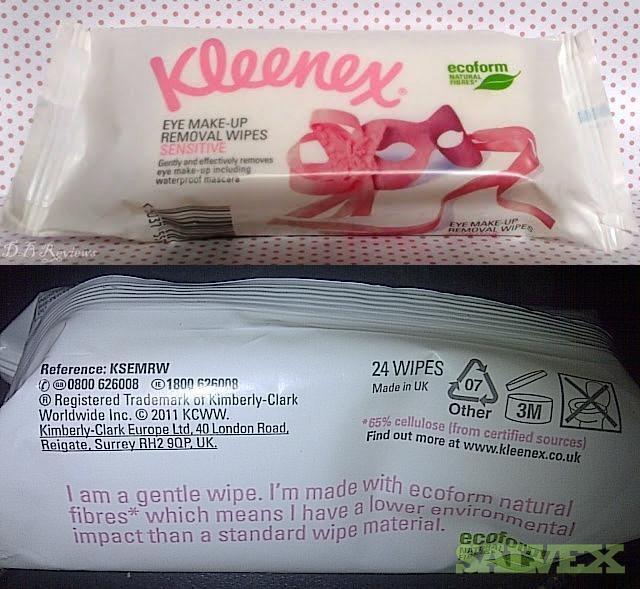 Kleenex®
ecoform
NATURAL
FIBRES*
EYE MAKE-UP
REMOVAL WIPES
SENSITIVE
Gently and effectively removes
eye make-up including
waterproof mascara
EYE MAKE-UP
REMOVAL WIPES
D A Reviews
Reference: KSEMRW
0800 626008 IE 1800 626008
® Registered Trademark of Kimberly-Clark
Worldwide Inc. © 2011 KCWW.
Kimberly-Clark Europe Ltd, 40 London Road,
Reigate, Surrey RH2 9QP, UK.
24 WIPES
Made in UK
07
Other
3M
*65% cellulose (from certified sources)
Find out more at www.kleenex.co.uk
I am a gentle wipe. I'm made with ecoform natural
fibres* which means I have a lower environmental
impact than a standard wipe material.
ecoform
SALVEX